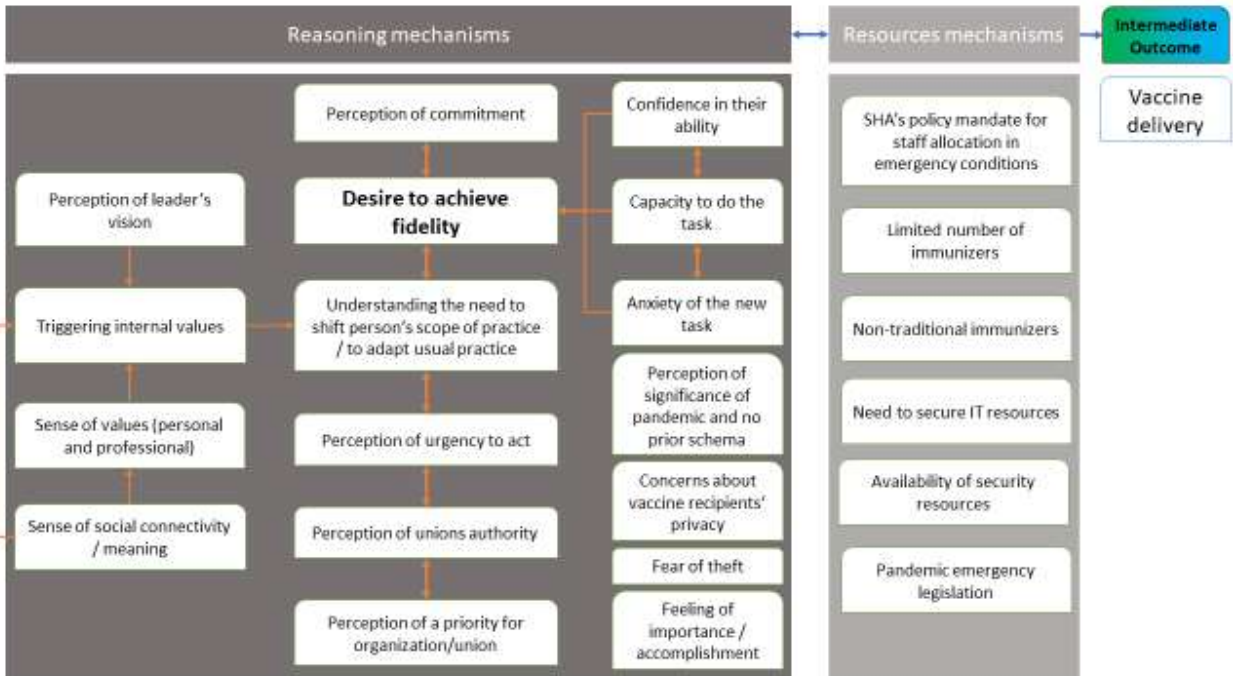 Reasoning mechanisms
Resources mechanisms
Intermediate
Outcome
Perception of leader's
vision
Triggering internal values
Sense of values (personal
and professional)
Sense of social connectivity
/ meaning
Perception of commitment
Desire to achieve
fidelity
Understanding the need to
shift person's scope of practice
/ to adapt usual practice
Perception of urgency to act
Perception of unions authority
Perception of a priority for
organization/union
Confidence in their
ability
Capacity to do the
task
Anxiety of the new
task
Perception of
significance of
pandemic and no
prior schema
Concerns about
vaccine recipients'
privacy
Fear of theft
Feeling of
importance /
accomplishment
SHA's policy mandate for
staff allocation in
emergency conditions
Limited number of
immunizers
Non-traditional immunizers
Need to secure IT resources
Availability of security
resources
Pandemic emergency
legislation
Vaccine
delivery